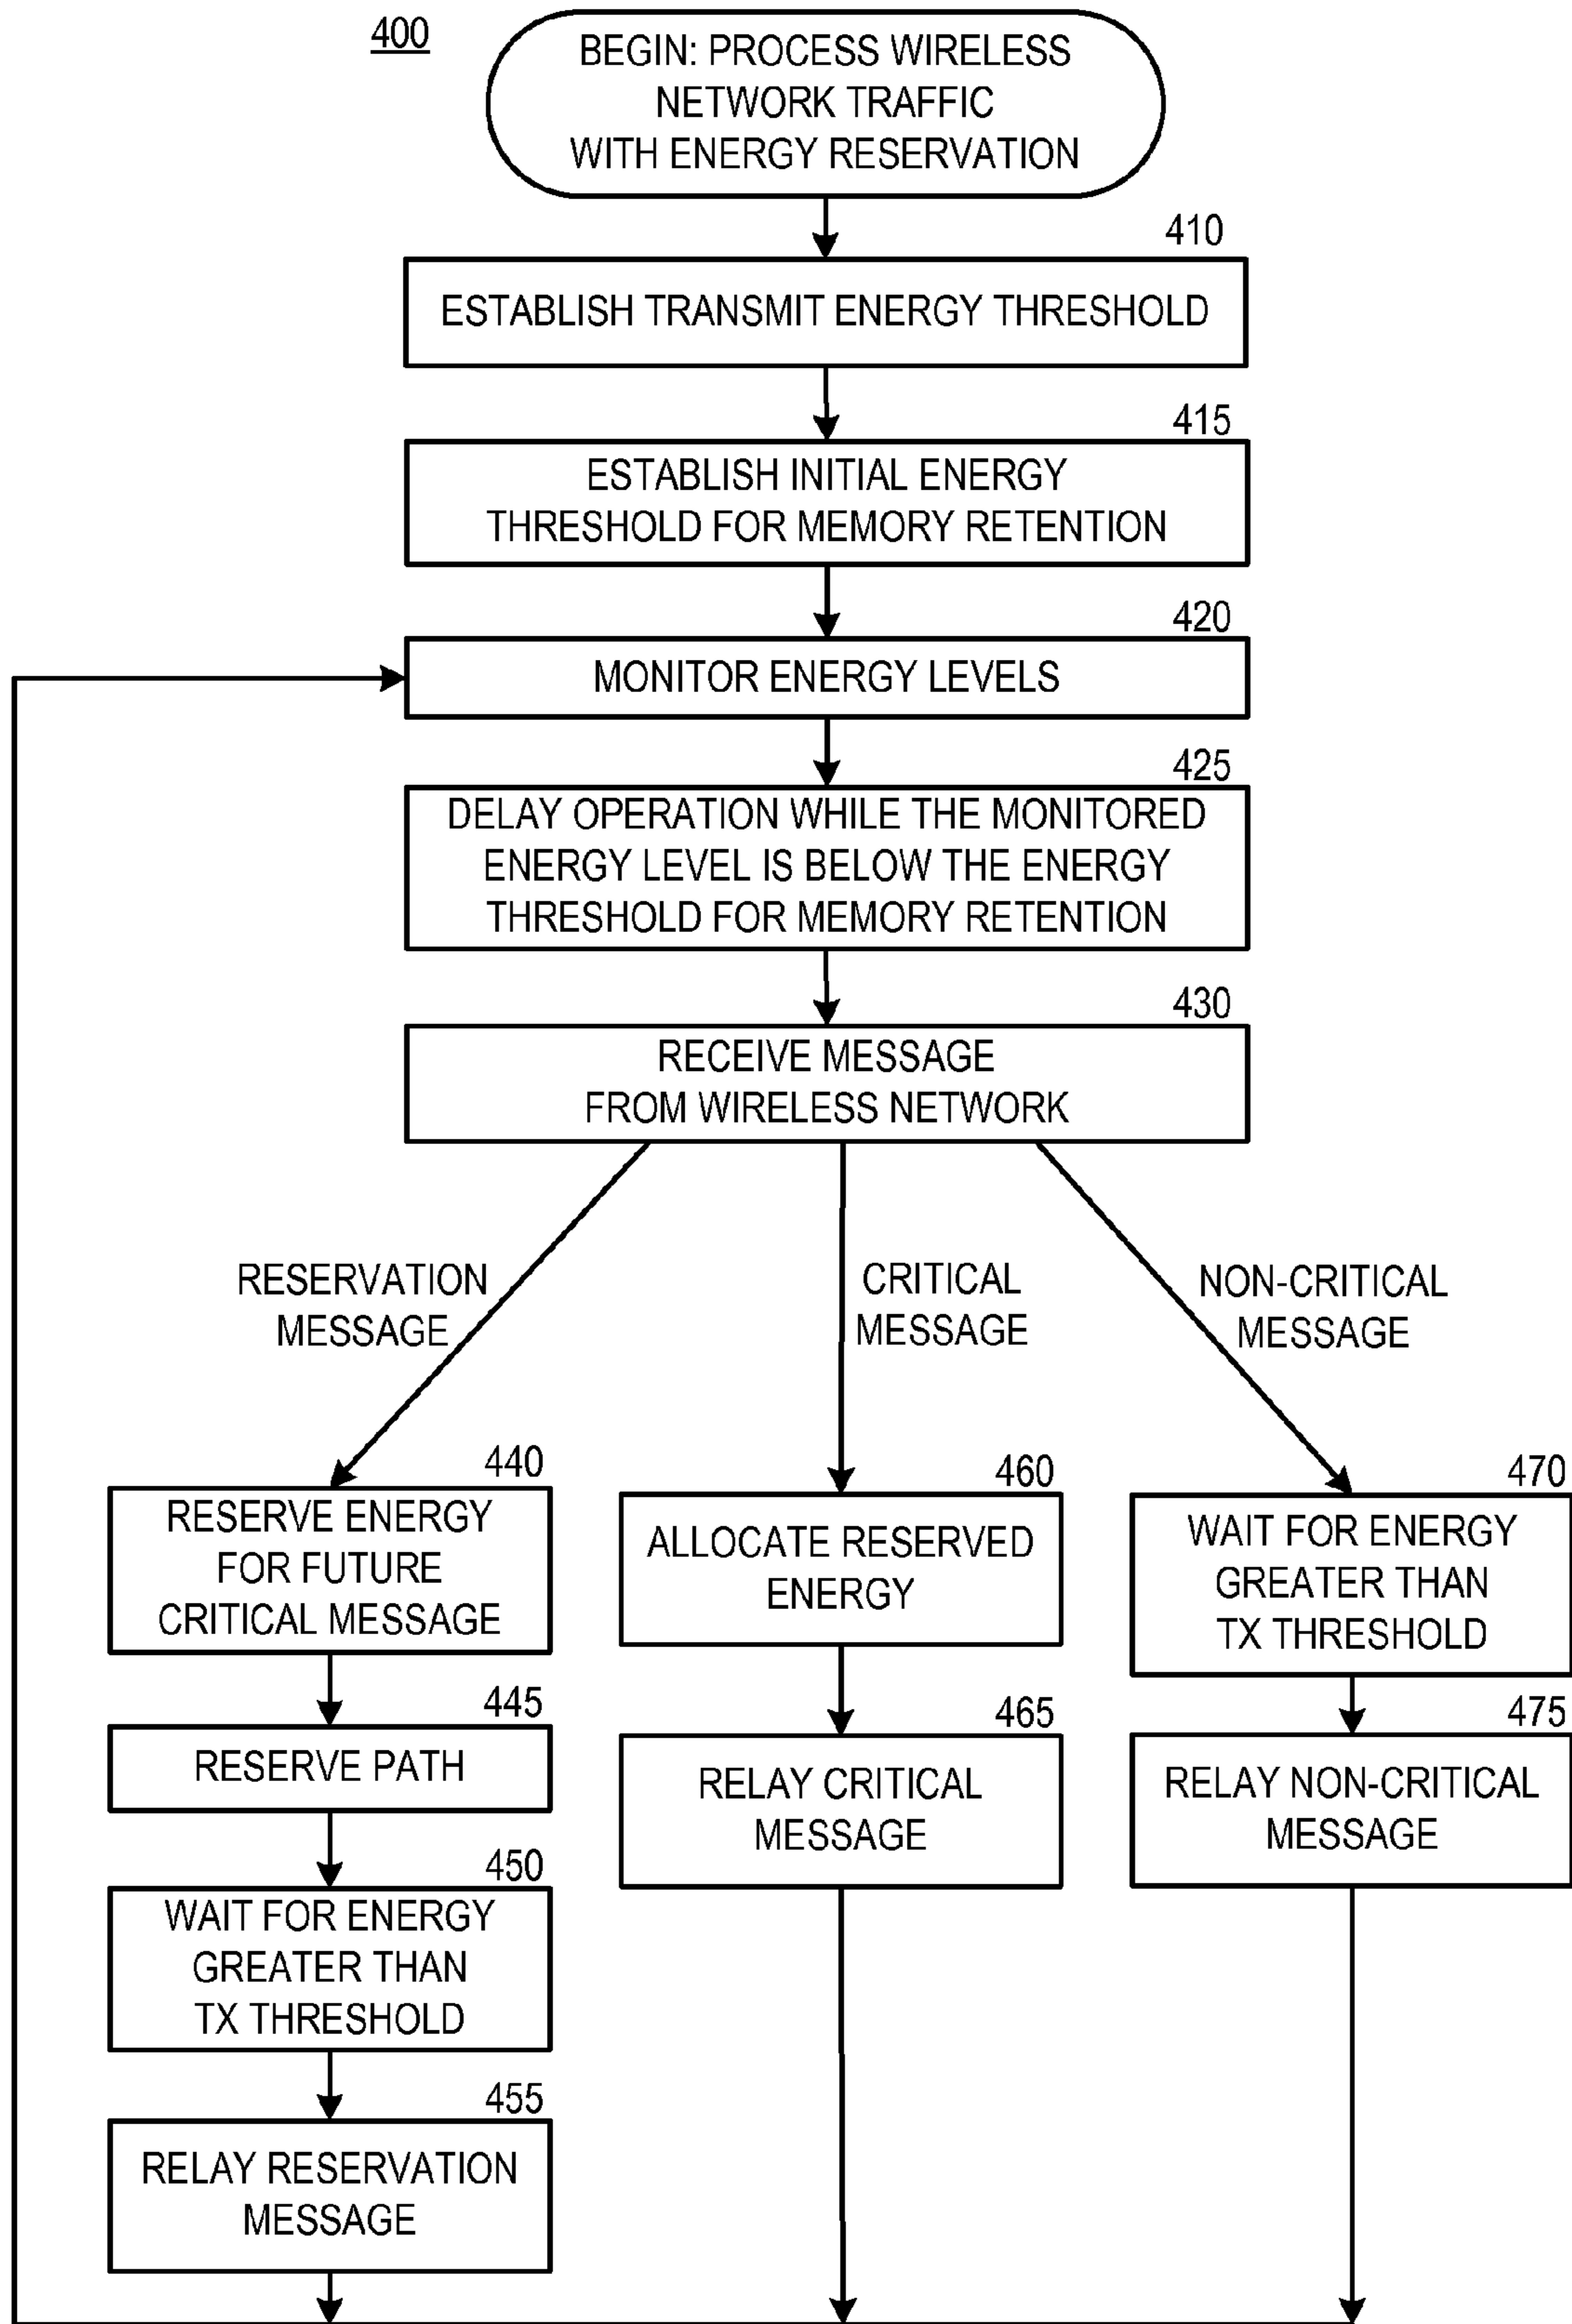 400
BEGIN: PROCESS WIRELESS
NETWORK TRAFFIC
WITH ENERGY RESERVATION
410
ESTABLISH TRANSMIT ENERGY THRESHOLD
415
ESTABLISH INITIAL ENERGY
THRESHOLD FOR MEMORY RETENTION
420
MONITOR ENERGY LEVELS
425
DELAY OPERATION WHILE THE MONITORED
ENERGY LEVEL IS BELOW THE ENERGY
THRESHOLD FOR MEMORY RETENTION
430
RECEIVE MESSAGE
FROM WIRELESS NETWORK
RESERVATION
MESSAGE
CRITICAL
MESSAGE
NON-CRITICAL
MESSAGE
440
RESERVE ENERGY
FOR FUTURE
CRITICAL MESSAGE
445
RESERVE PATH
450
WAIT FOR ENERGY
GREATER THAN
TX THRESHOLD
455
RELAY RESERVATION
MESSAGE
460
ALLOCATE RESERVED
ENERGY
465
RELAY CRITICAL
MESSAGE
470
WAIT FOR ENERGY
GREATER THAN
TX THRESHOLD
475
RELAY NON-CRITICAL
MESSAGE